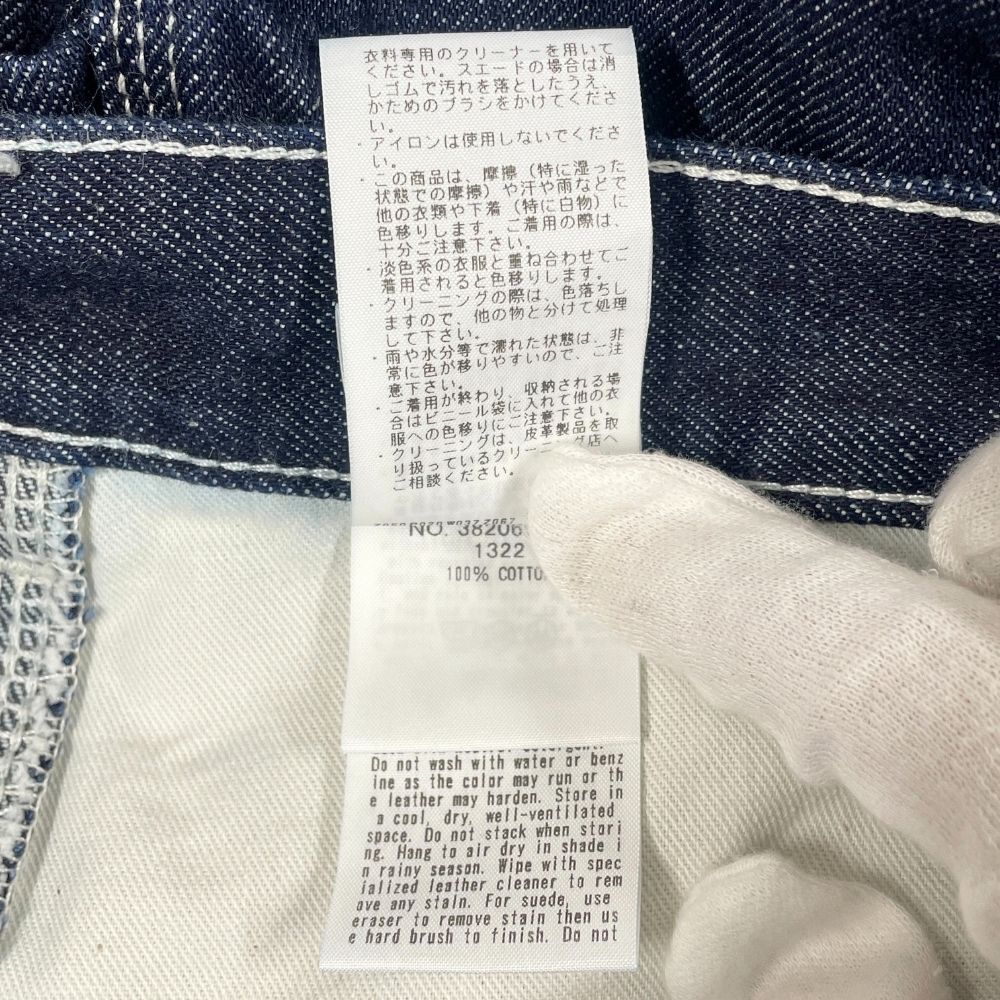 衣料専用のクリーナーを用いて
ください。スエードの場合は消
しゴムで汚れを落としたうえ、
かためのブラシをかけてくださ
い。
・アイロンは使用しないでくださ
い。
・この商品は、摩擦（特に湿った
状態での摩擦）や汗や雨などで
他の衣類や下着（特に白物）に
色移りします。ご着用の際は、
十分ご注意下さい。
・淡色系の衣服と重ね合わせてご
着用されると色移りします。
・クリーニングの際は、色落ちし
ますので、他の物と分けて処理
して下さい。
・雨や水分等で濡れた状態は、非
常に色が移りやすいので、ご注
意下さい。
・ご着用が終わり、収納される場
合はビニール袋に入れて他の衣
服への色移りにご注意下さい。
・クリーニングは、皮革製品を取
り扱っているクリーニング店へ
ご相談ください。
NO. 38206
1322
100% COTTO
Do not wash with water or benz
ine as the color may run or th
e leather may harden. Store in
a cool, dry, well-ventilated
space. Do not stack when stori
ng. Hang to air dry in shade i
n rainy season. Wipe with spec
ialized leather cleaner to rem
ove any stain. For suede, use
eraser to remove stain then us
e hard brush to finish. Do not